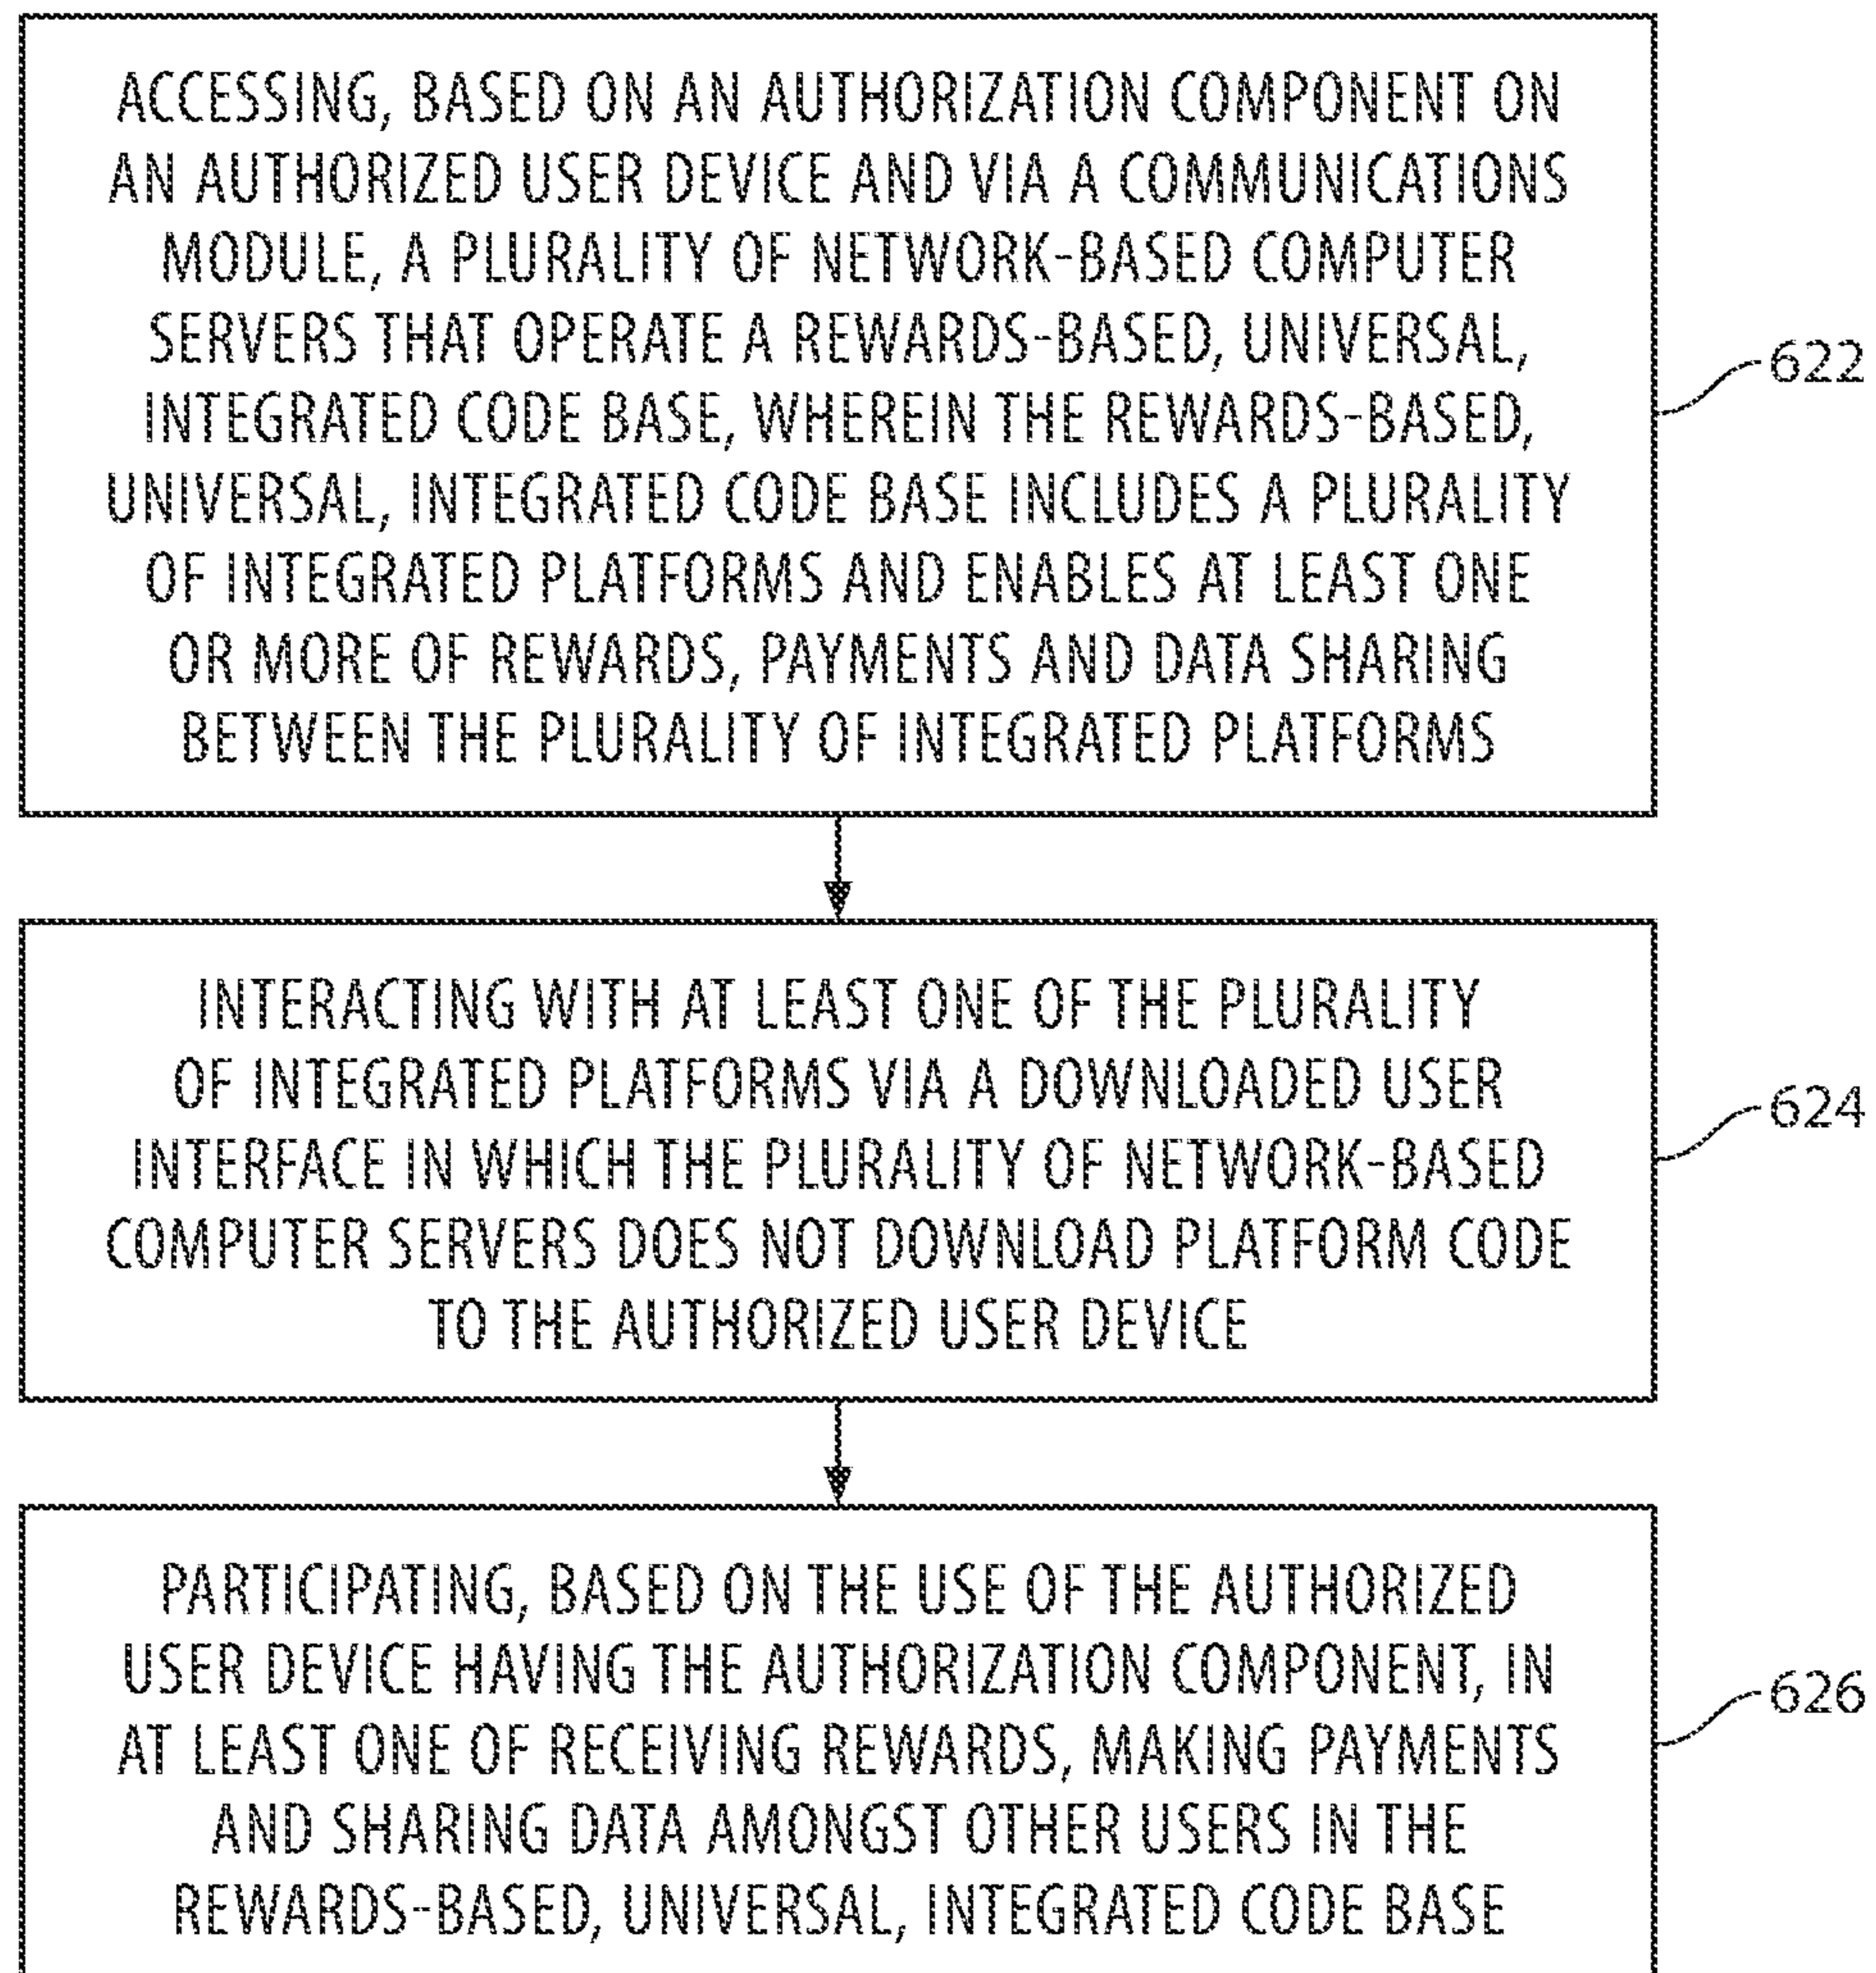 ACCESSING, BASED ON AN AUTHORIZATION COMPONENT ON
AN AUTHORIZED USER DEVICE AND VIA A COMMUNICATIONS
MODULE, A PLURALITY OF NETWORK-BASED COMPUTER
SERVERS THAT OPERATE A REWARDS-BASED, UNIVERSAL,
INTEGRATED CODE BASE, WHEREIN THE REWARDS-BASED,
UNIVERSAL, INTEGRATED CODE BASE INCLUDES A PLURALITY
OF INTEGRATED PLATFORMS AND ENABLES AT LEAST ONE
OR MORE OF REWARDS, PAYMENTS AND DATA SHARING
BETWEEN THE PLURALITY OF INTEGRATED PLATFORMS
622
INTERACTING WITH AT LEAST ONE OF THE PLURALITY
OF INTEGRATED PLATFORMS VIA A DOWNLOADED USER
INTERFACE IN WHICH THE PLURALITY OF NETWORK-BASED
COMPUTER SERVERS DOES NOT DOWNLOAD PLATFORM CODE
TO THE AUTHORIZED USER DEVICE
624
PARTICIPATING, BASED ON THE USE OF THE AUTHORIZED
USER DEVICE HAVING THE AUTHORIZATION COMPONENT, IN
AT LEAST ONE OF RECEIVING REWARDS, MAKING PAYMENTS
AND SHARING DATA AMONGST OTHER USERS IN THE
REWARDS-BASED, UNIVERSAL, INTEGRATED CODE BASE
626